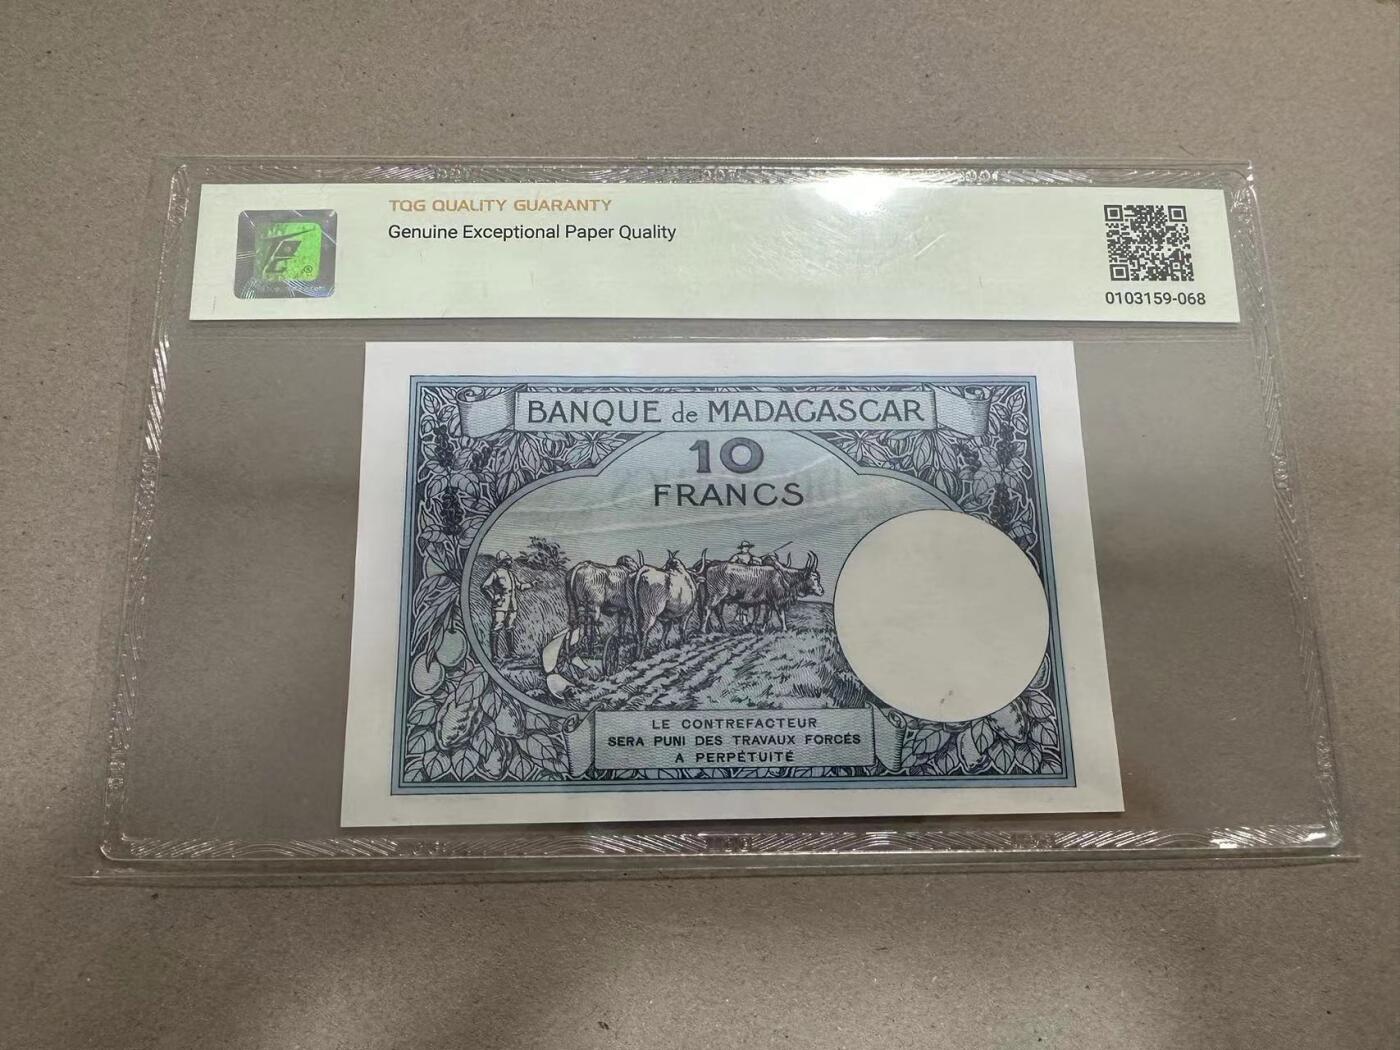 TQG QUALITY GUARANTY
Genuine Exceptional Paper Quality
0103159-068
BANQUE de MADAGASCAR
10
FRANCS
LE CONTREFACTEUR
SERA PUNI DES TRAVAUX FORCÉS
A PERPÉTUITÉ